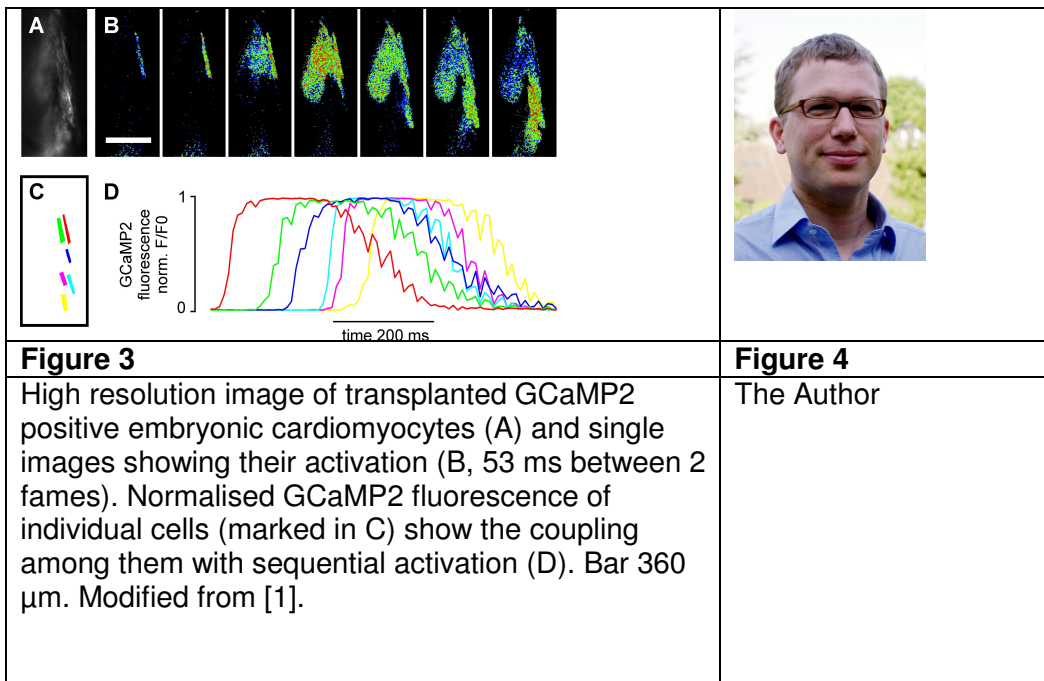 A
B
C
D
1
GCaMP2
fluorescence
norm. F/F0
0
time 200 ms
Figure 3
High resolution image of transplanted GCaMP2
positive embryonic cardiomyocytes (A) and single
images showing their activation (B, 53 ms between 2
fames). Normalised GCaMP2 fluorescence of
individual cells (marked in C) show the coupling
among them with sequential activation (D). Bar 360
µm. Modified from [1].
Figure 4
The Author